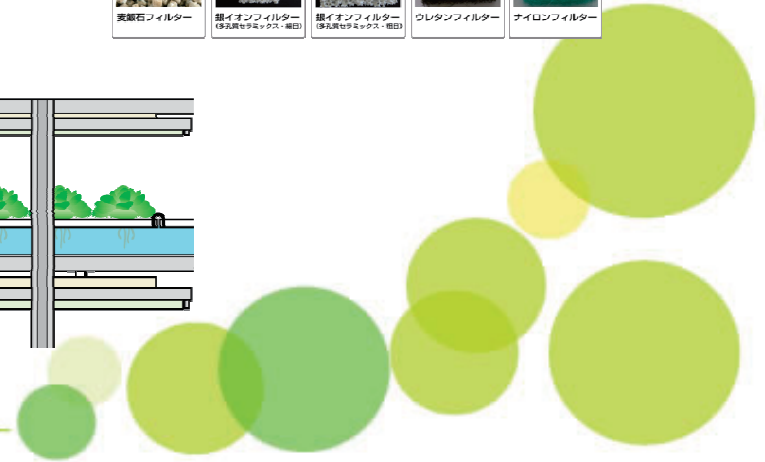 麦飯石フィルター
銀イオンフィルター
(多孔質セラミックス・細目)
銀イオンフィルター
(多孔質セラミックス・粗目)
ウレタンフィルター
ナイロンフィルター